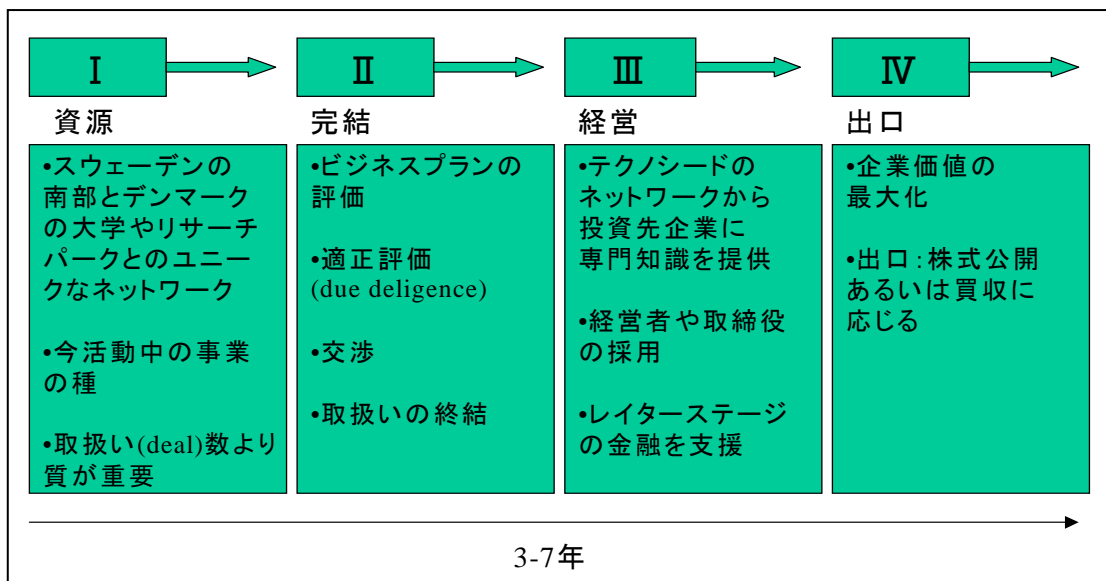 Ⅰ
資源
•スウェーデンの
南部とデンマーク
の大学やリサーチ
パークとのユニー
クなネットワーク
•今活動中の事業
の種
•取扱い(deal)数より
質が重要
Ⅱ
完結
•ビジネスプランの
評価
•適正評価
(due deligence)
•交渉
•取扱いの終結
Ⅲ
経営
•テクノシードの
ネットワークから
投資先企業に
専門知識を提供
•経営者や取締役
の採用
•レイターステージ
の金融を支援
Ⅳ
出口
•企業価値の
最大化
•出口：株式公開
あるいは買収に
応じる
3-7年